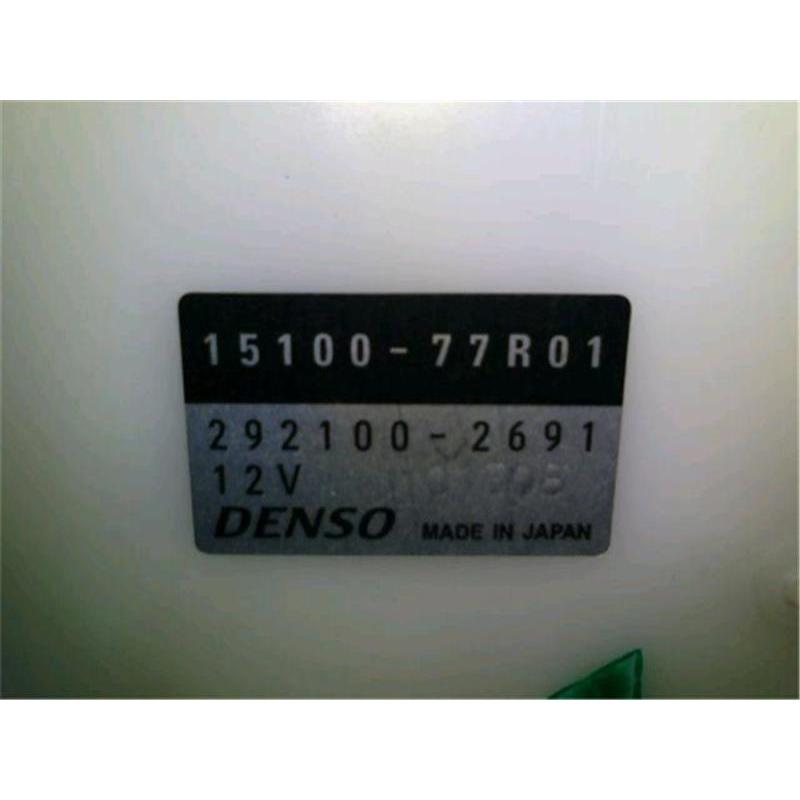 15100-77R01
292100-2691
12V
DENSO MADE IN JAPAN